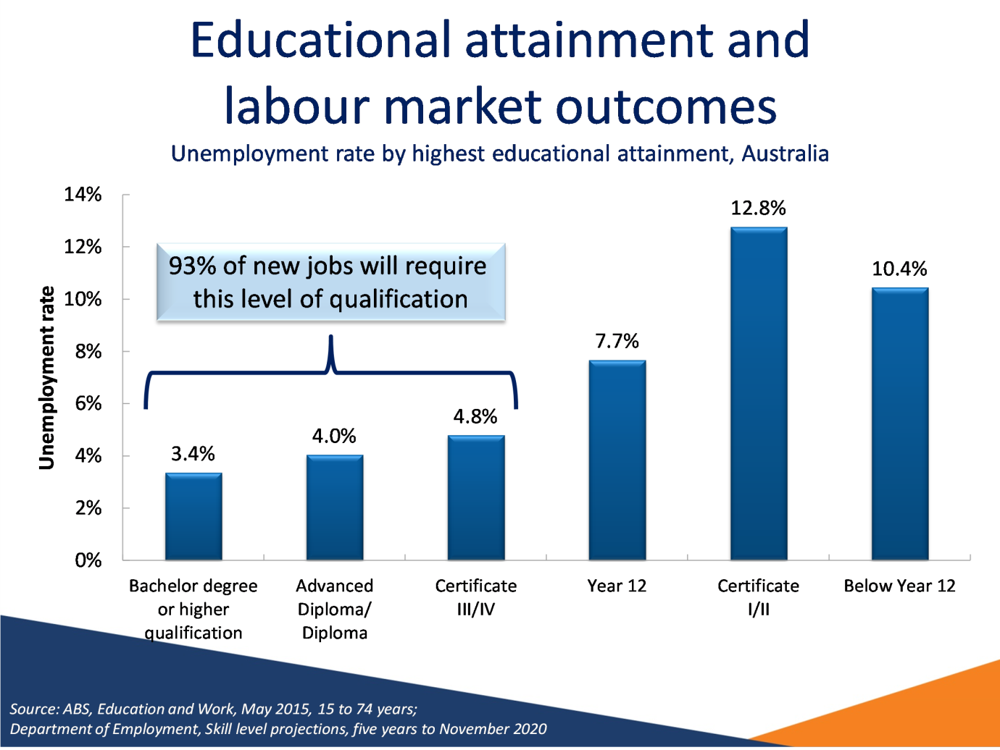 Educational attainment and
labour market outcomes
Unemployment rate by highest educational attainment, Australia
14%
12%
10%
8%
6%
4%
2%
0%
Unemployment rate
93% of new jobs will require
this level of qualification
3.4%
4.0%
4.8%
7.7%
12.8%
10.4%
Bachelor degree
or higher
qualification
Advanced
Diploma/
Diploma
Certificate
III/IV
Year 12
Certificate
I/II
Below Year 12
Source: ABS, Education and Work, May 2015, 15 to 74 years;
Department of Employment, Skill level projections, five years to November 2020